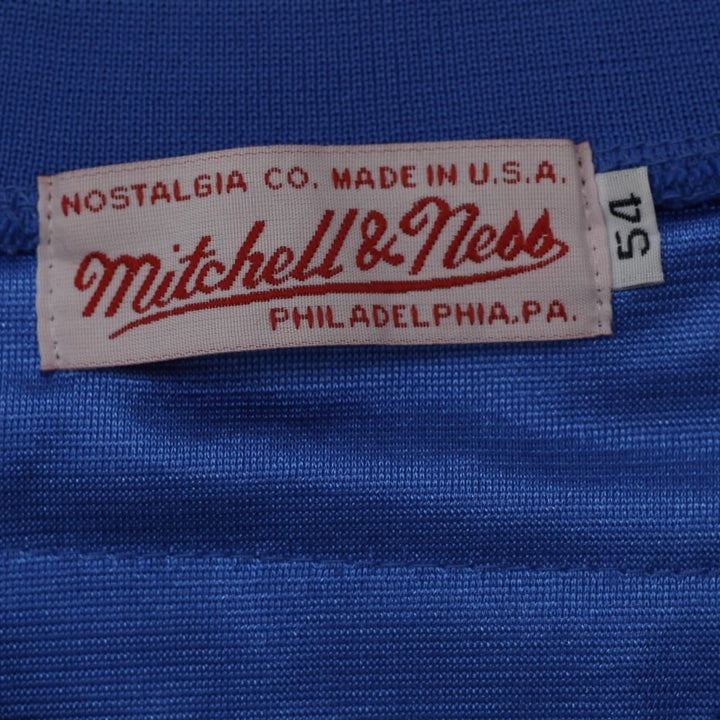 NOSTALGIA CO. MADE IN U.S.A.
Mitchell & Ness
PHILADELPHIA, PA.
54